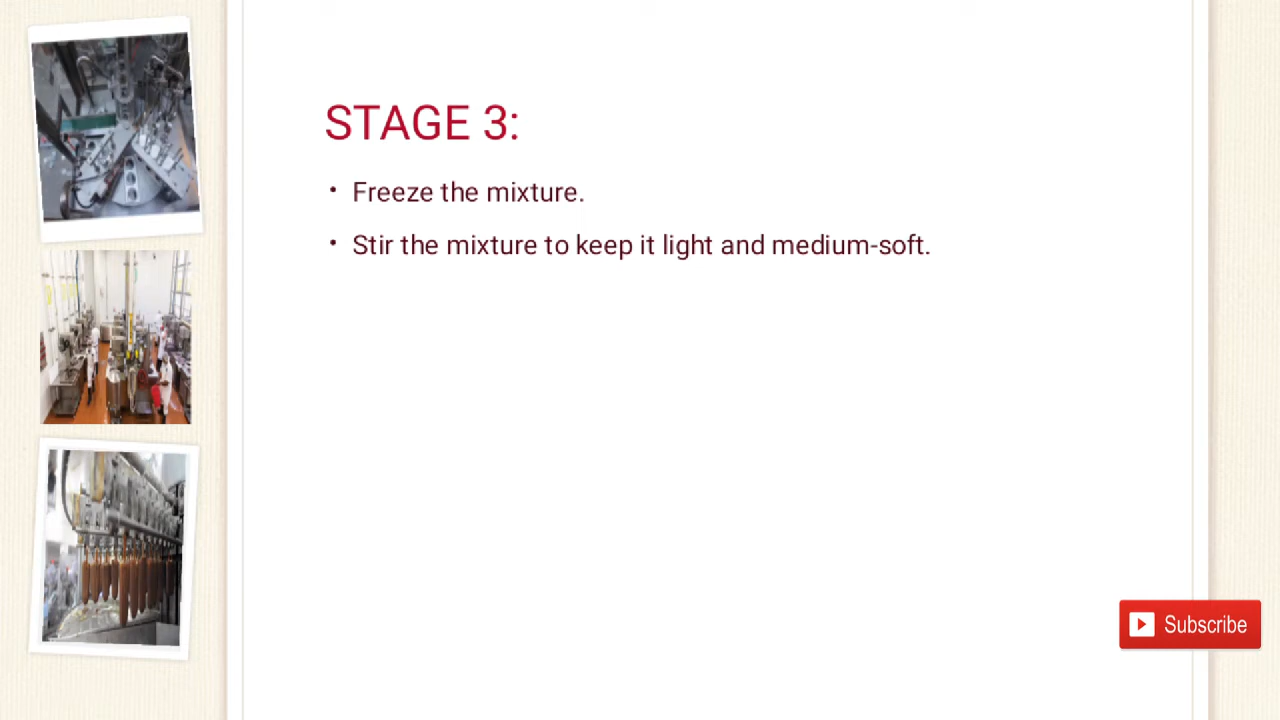 STAGE 3:
• Freeze the mixture.
• Stir the mixture to keep it light and medium-soft.
Subscribe